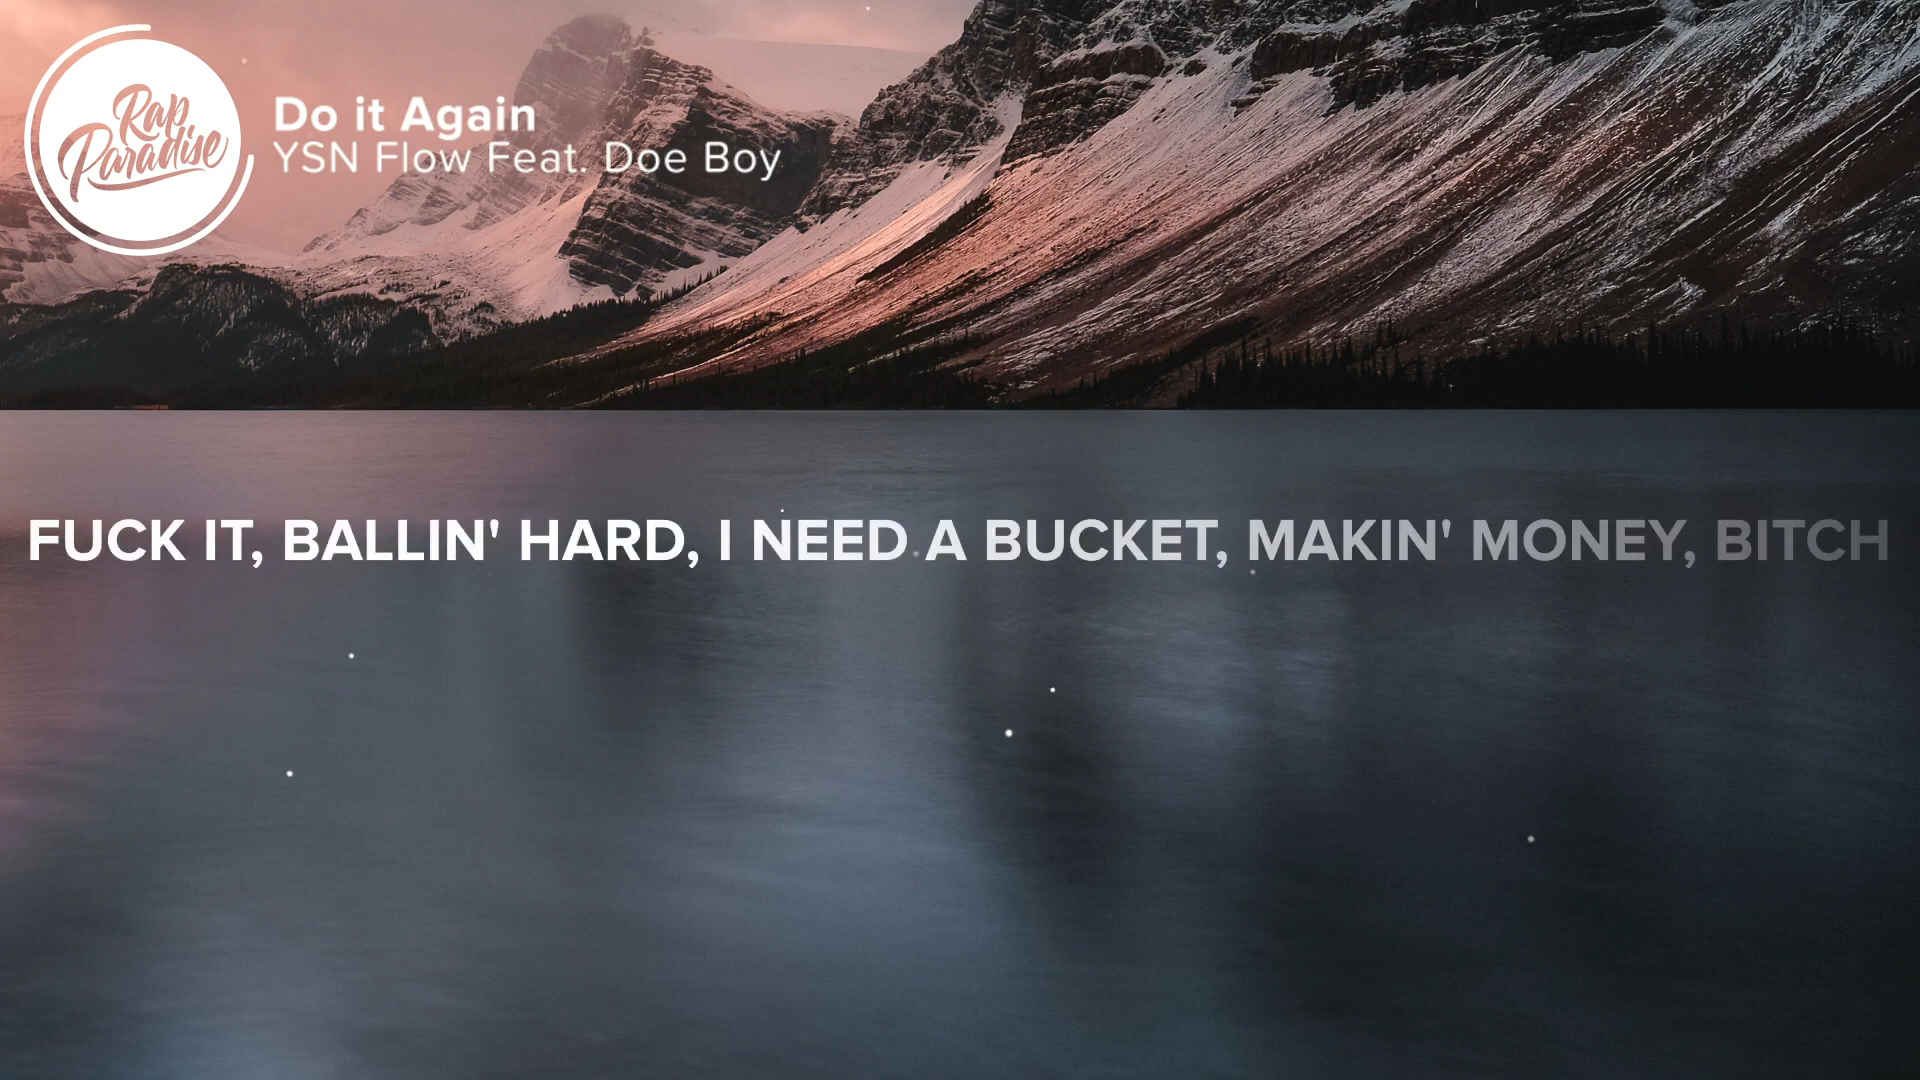 Rap
Paradise
Do it Again
YSN Flow Feat. Doe Boy
FUCK IT, BALLIN' HARD, I NEED A BUCKET, MAKIN' MONEY, BITCH